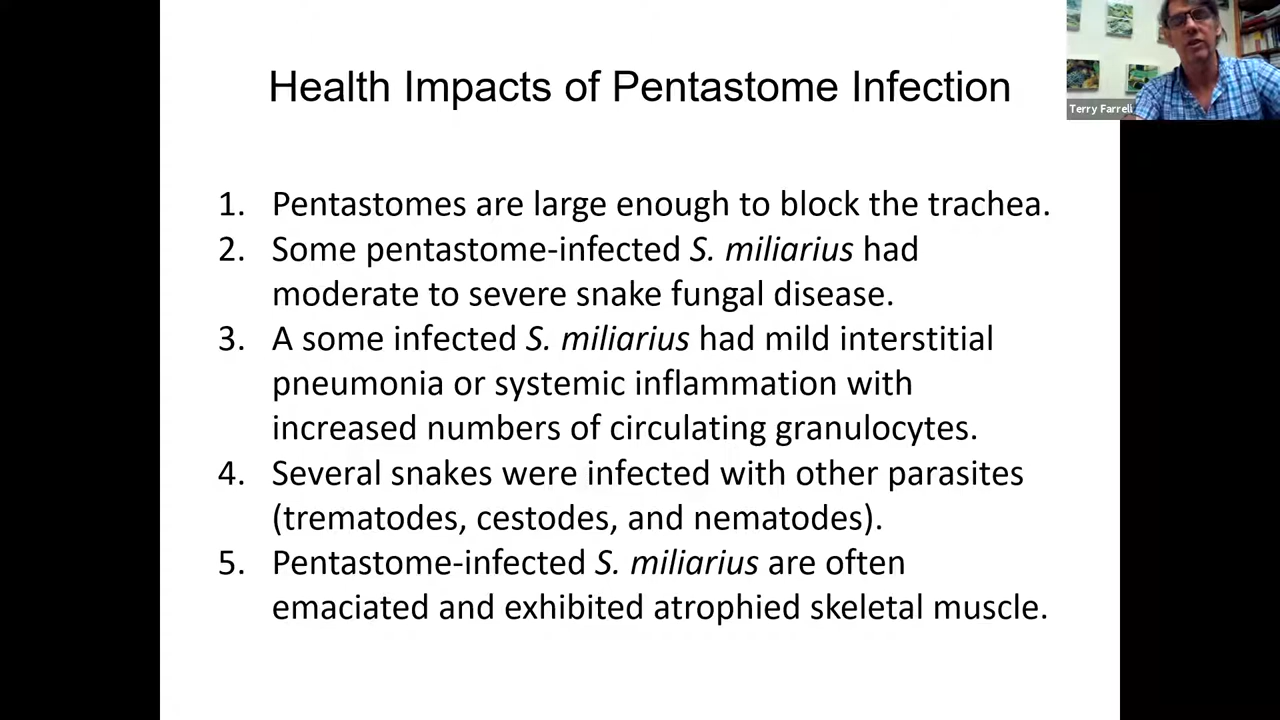 Health Impacts of Pentastome Infection
Terry Farrell
1. Pentastomes are large enough to block the trachea.
2. Some pentastome-infected S. miliarius had
moderate to severe snake fungal disease.
3. A some infected S. miliarius had mild interstitial
pneumonia or systemic inflammation with
increased numbers of circulating granulocytes.
4. Several snakes were infected with other parasites
(trematodes, cestodes, and nematodes).
5. Pentastome-infected S. miliarius are often
emaciated and exhibited atrophied skeletal muscle.